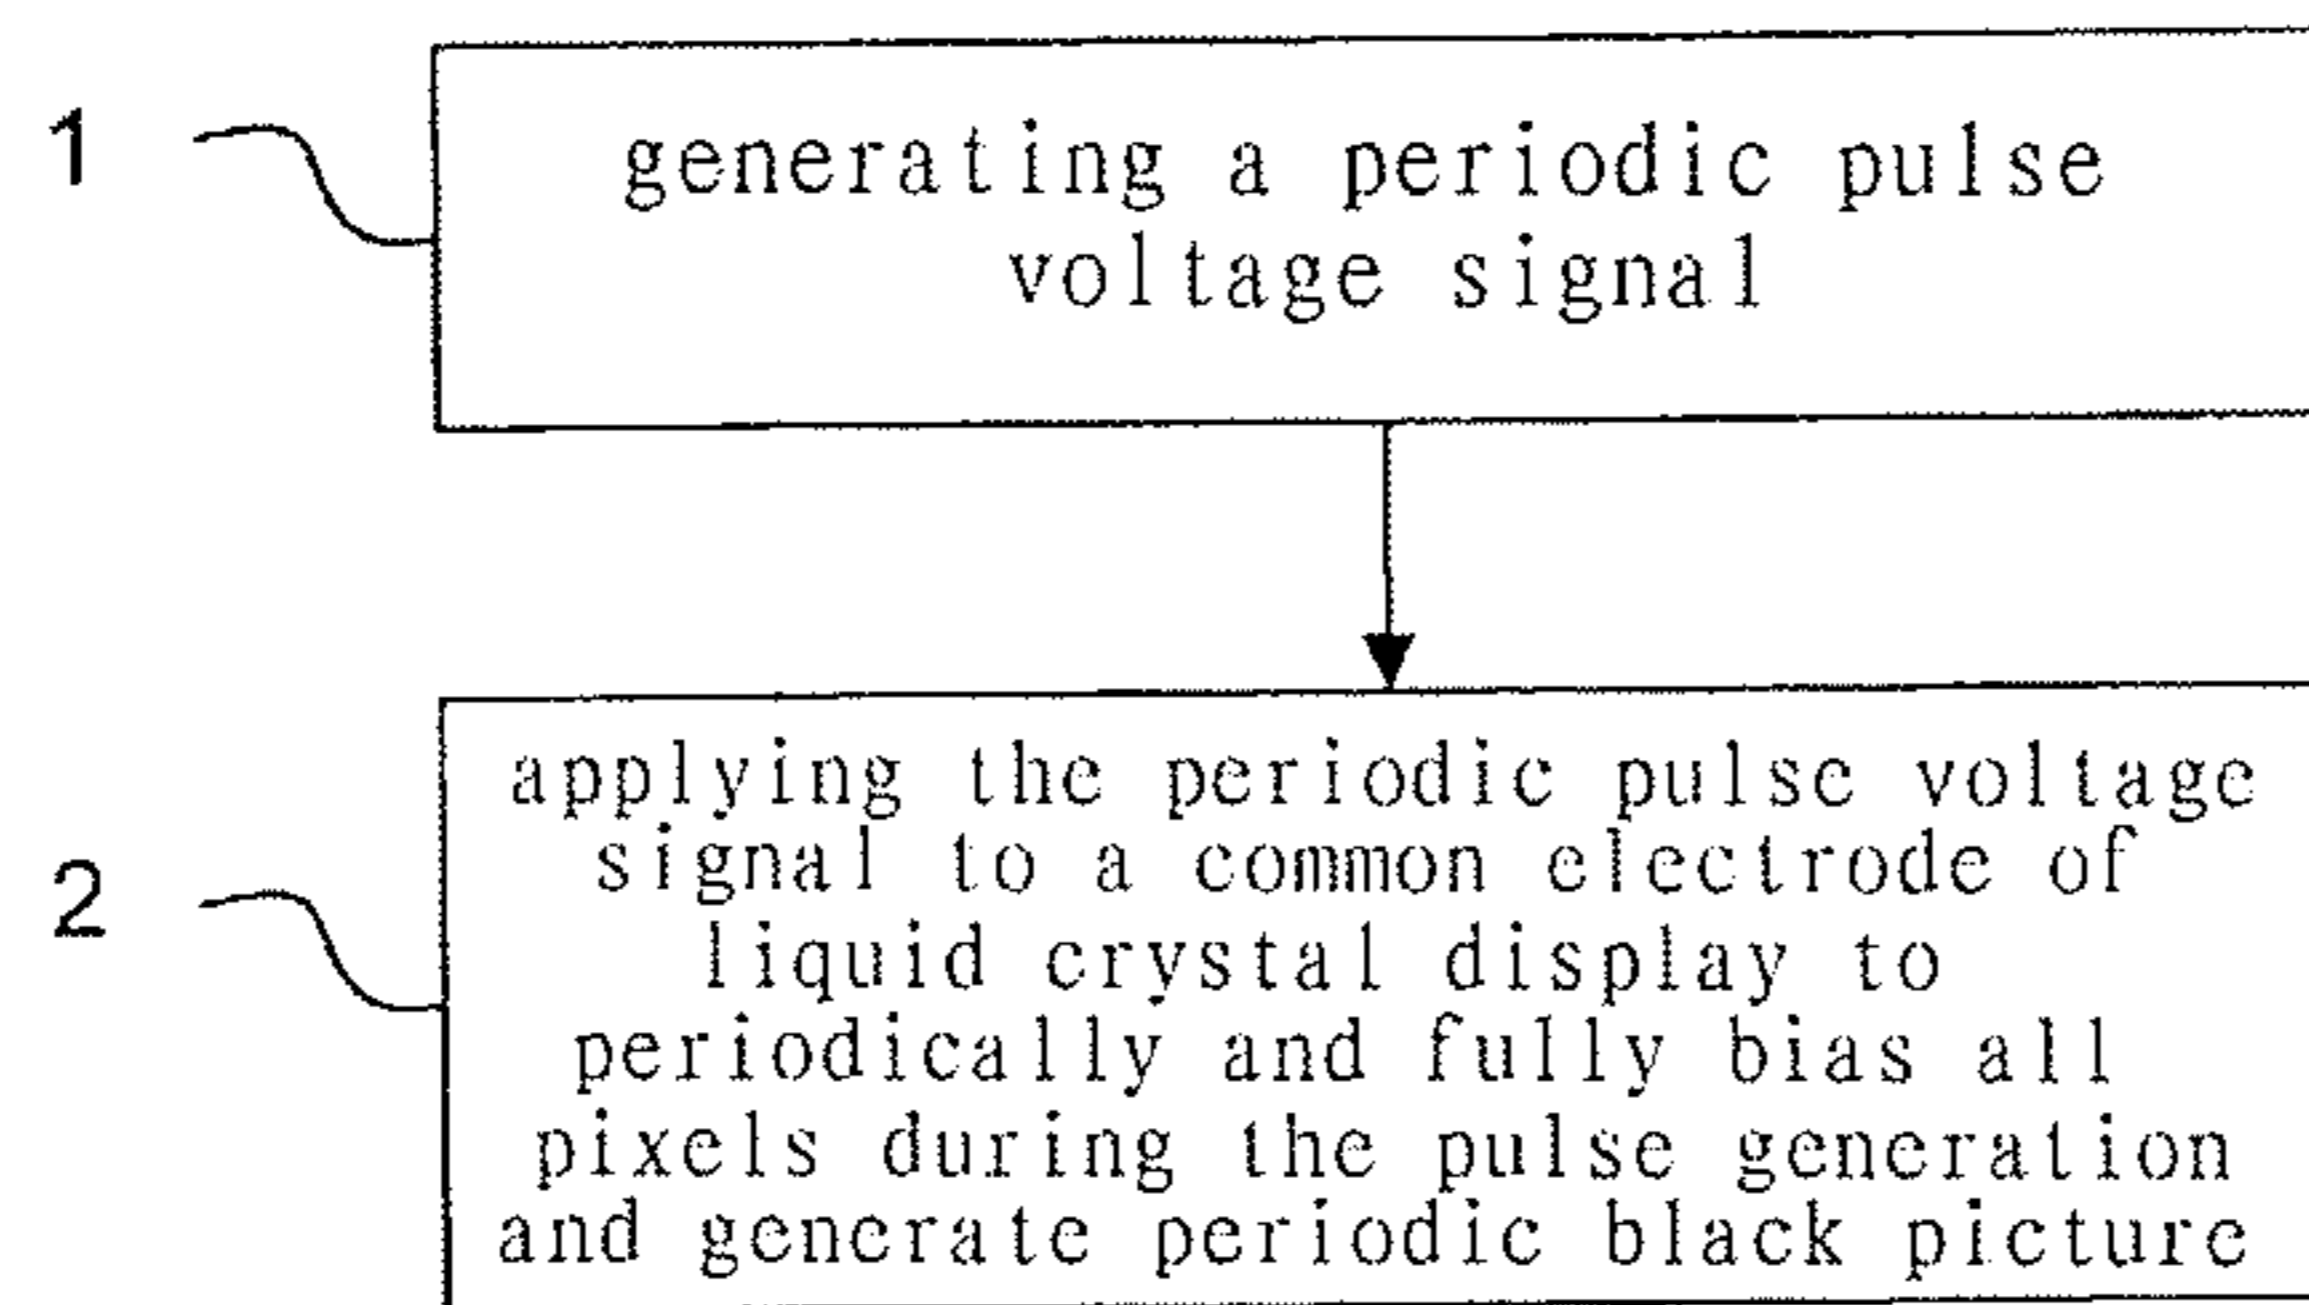 1
generating a periodic pulse
voltage signal
2
applying the periodic pulse voltage
signal to a common electrode of
liquid crystal display to
periodically and fully bias all
pixels during the pulse generation
and generate periodic black picture